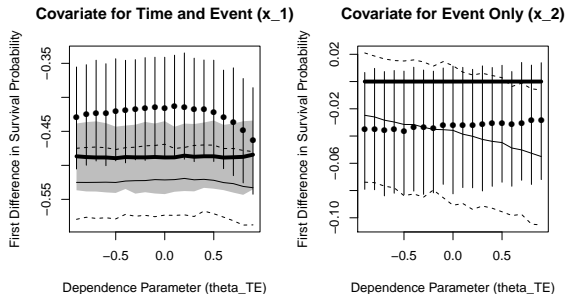 Covariate for Time and Event (x_1)
First Difference in Survival Probability
−0.35
−0.45
−0.55
−0.5
0.0
0.5
Dependence Parameter (theta_TE)
Covariate for Event Only (x_2)
First Difference in Survival Probability
0.02
−0.02
−0.06
−0.10
−0.5
0.0
0.5
Dependence Parameter (theta_TE)